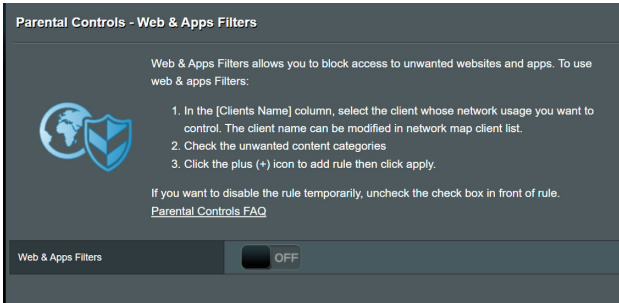 Parental Controls - Web & Apps Filters
Web & Apps Filters allows you to block access to unwanted websites and apps. To use
web & apps Filters:
1. In the [Clients Name] column, select the client whose network usage you want to
control. The client name can be modified in network map client list.
2. Check the unwanted content categories
3. Click the plus (+) icon to add rule then click apply.
If you want to disable the rule temporarily, uncheck the check box in front of rule.
Parental Controls FAQ
Web & Apps Filters
OFF